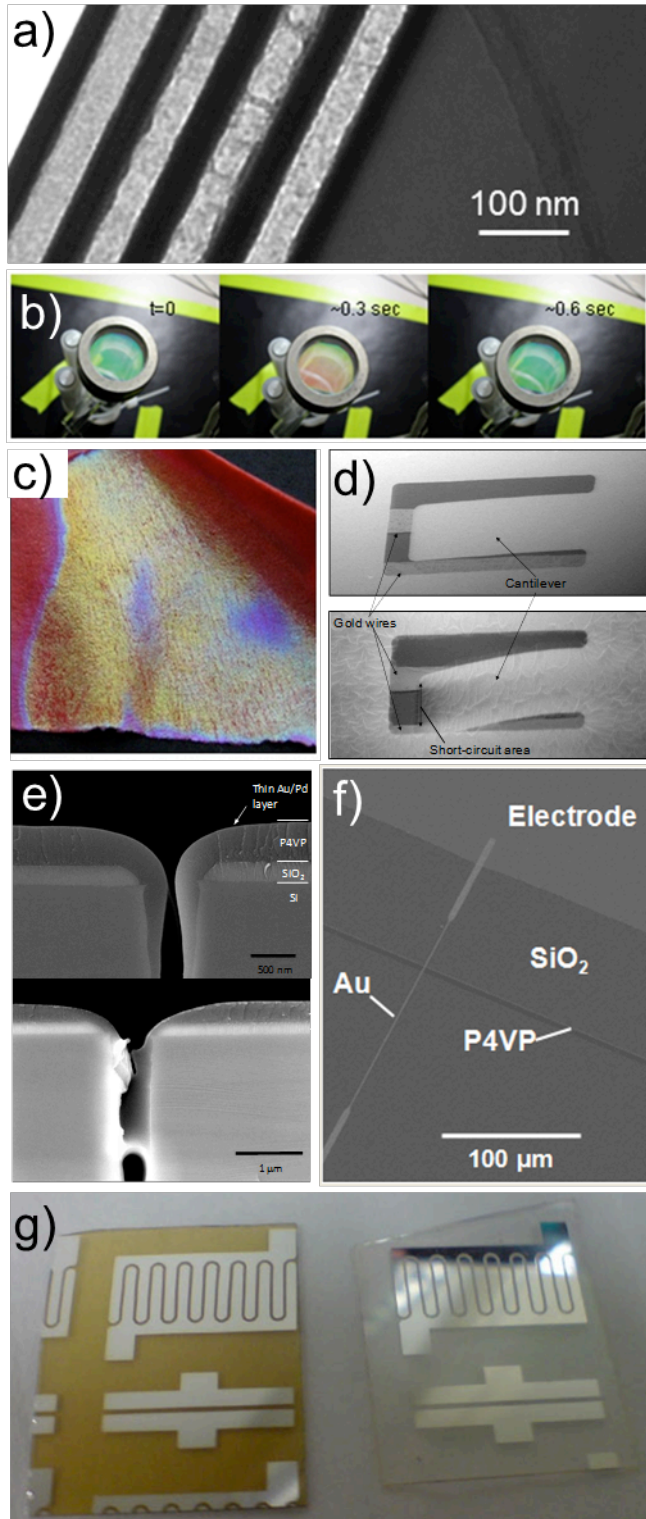 a)
100 nm
b)
t=0
~0.3 sec
~0.6 sec
c)
d)
Cantilever
Gold wires
Short-circuit area
e)
Thin Au/Pd
layer
P4VP
SiO₂
Si
500 nm
1 μm
f)
Electrode
SiO₂
Au
P4VP
100 μm
g)